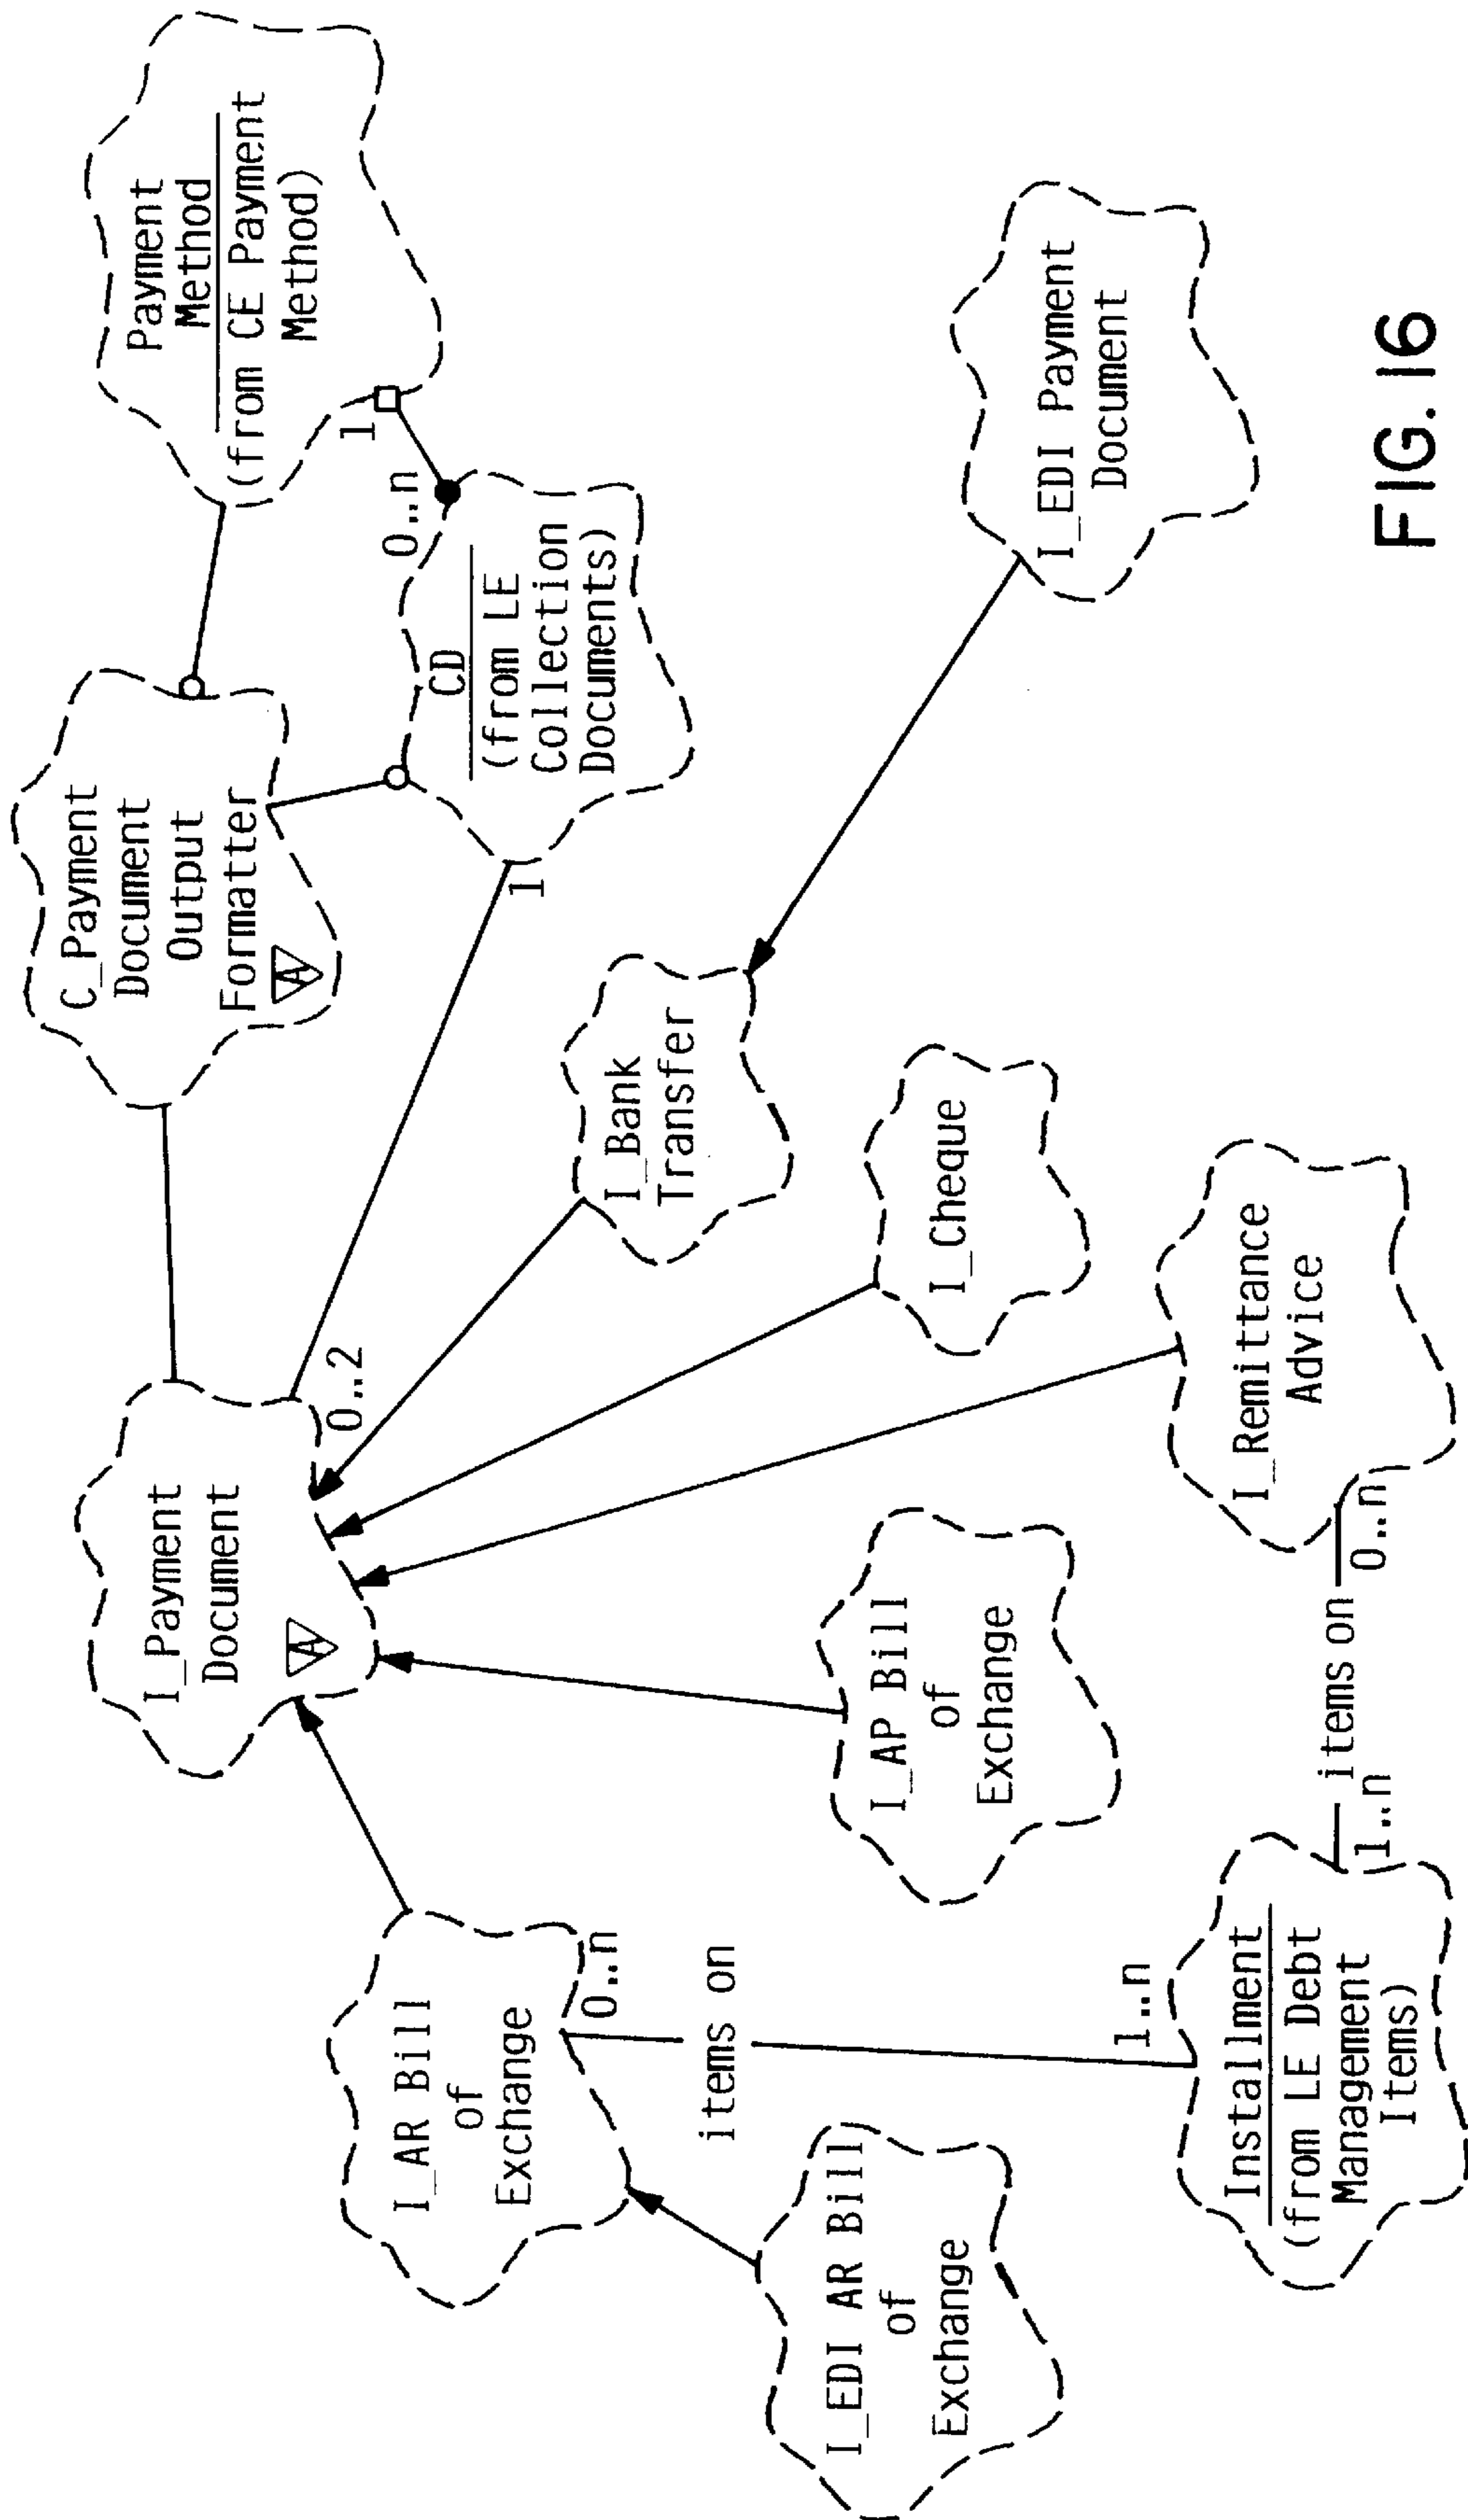 I_Payment
Document
A
0..2
C_Payment
Document
Output
Formatter
A
Payment
Method
(from CE Payment
Method)
1
0..n
CD
(from LE
Collection
Documents)
1
I_AR Bill
of
Exchange
0..n
items on
1..n
I_Bank
Transfer
I_EDI AR Bill
of
Exchange
I_AP Bill
of
Exchange
I_Cheque
I_EDI Payment
Document
Installment
(from LE Debt
Management
Items)
1..n
items on
0..n
I_Remittance
Advice
FIG. 16